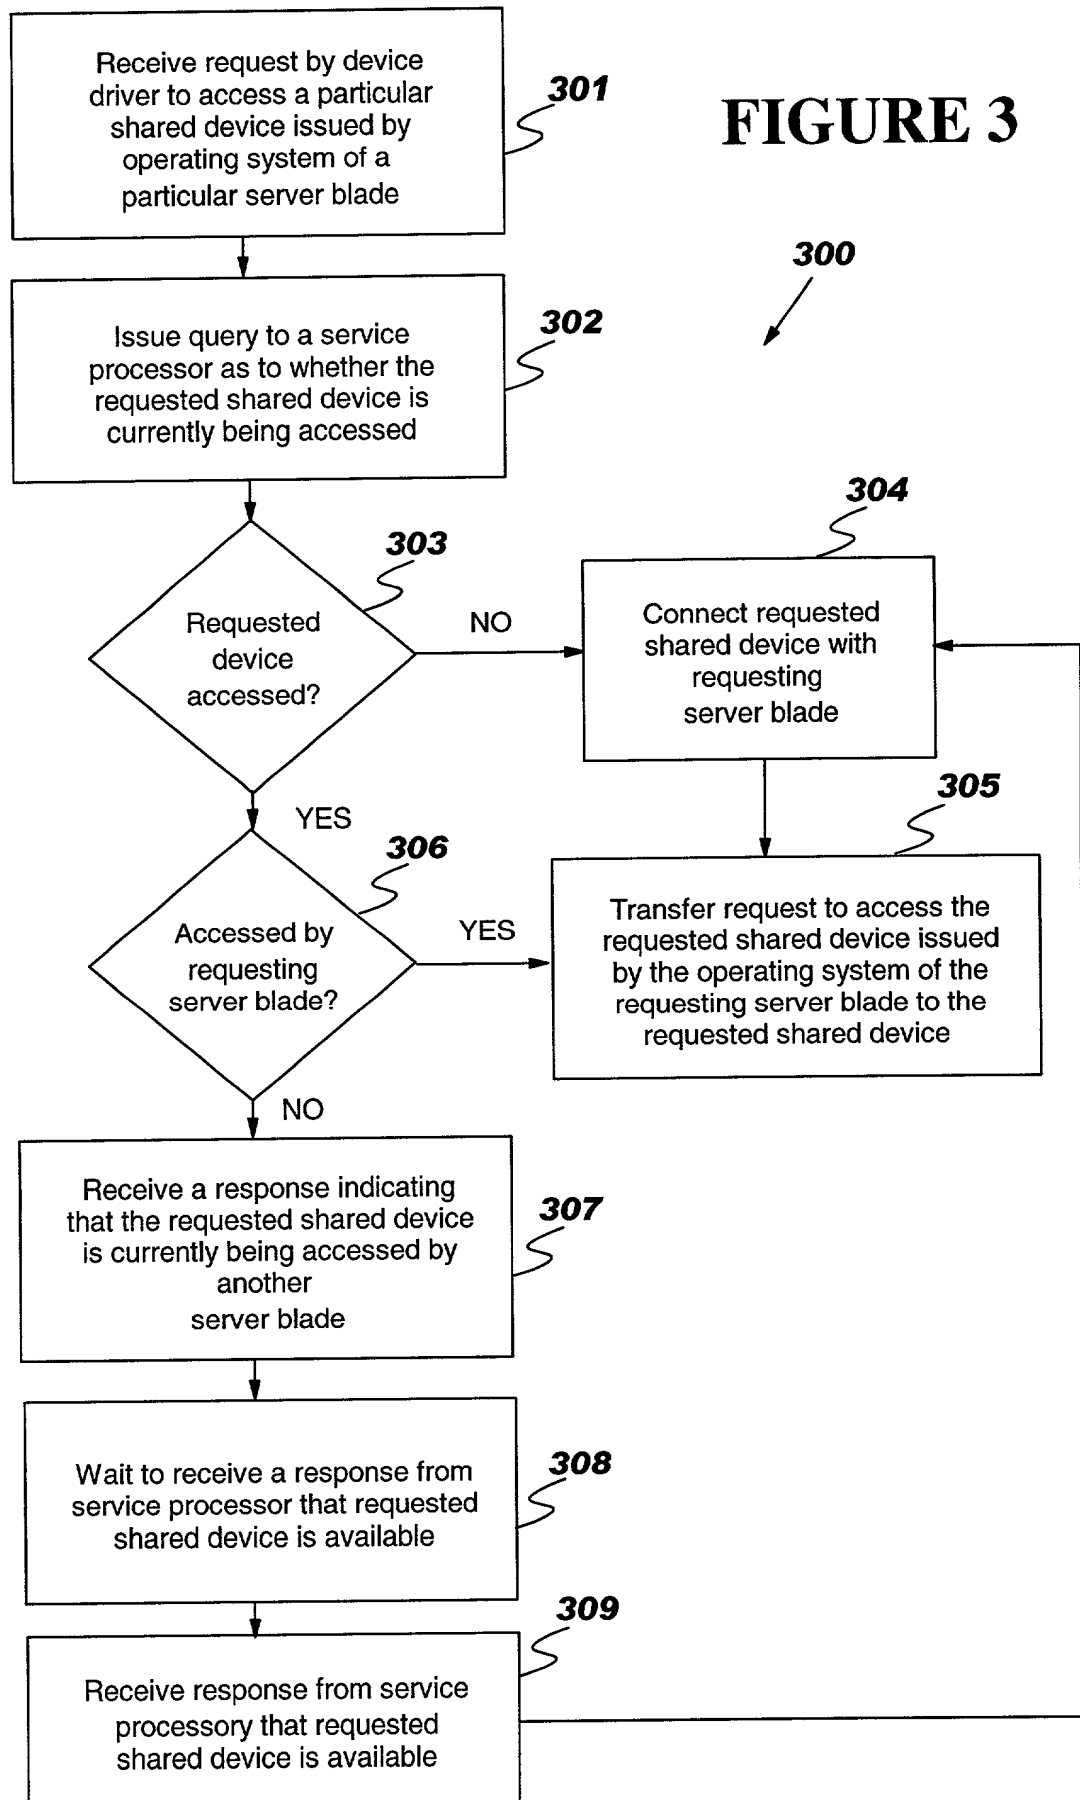 Receive request by device
driver to access a particular
shared device issued by
operating system of a
particular server blade
301
FIGURE 3
300
Issue query to a service
processor as to whether the
requested shared device is
currently being accessed
302
Requested
device
accessed?
303
NO
304
Connect requested
shared device with
requesting
server blade
YES
305
Accessed by
requesting
server blade?
306
YES
Transfer request to access the
requested shared device issued
by the operating system of the
requesting server blade to the
requested shared device
NO
Receive a response indicating
that the requested shared device
is currently being accessed by
another
server blade
307
Wait to receive a response from
service processor that requested
shared device is available
308
309
Receive response from service
processory that requested
shared device is available